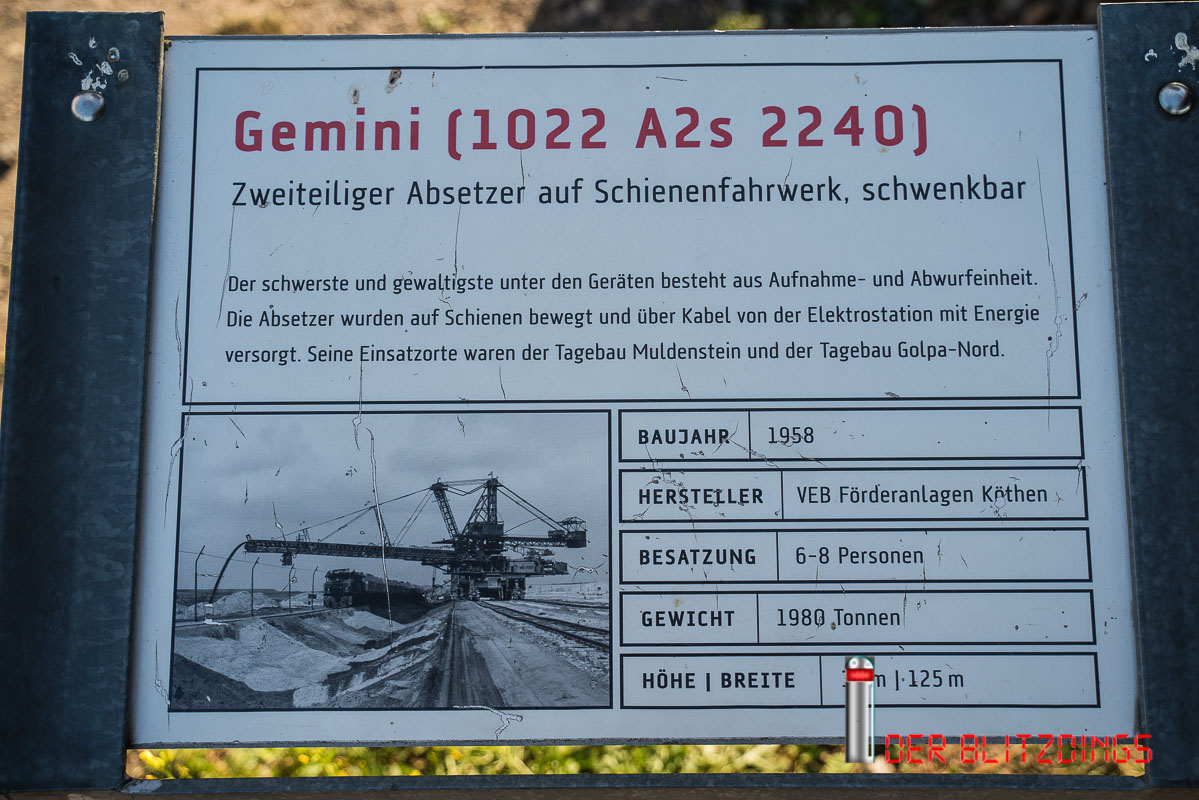 Gemini (1022 A2s 2240)
Zweiteiliger Absetzer auf Schienenfahrwerk, schwenkbar
Der schwerste und gewaltigste unter den Geräten besteht aus Aufnahme- und Abwurfeinheit.
Die Absetzer wurden auf Schienen bewegt und über Kabel von der Elektrostation mit Energie
versorgt. Seine Einsatzorte waren der Tagebau Muldenstein und der Tagebau Golpa-Nord.
BAUJAHR 1958
HERSTELLER VEB Förderanlagen Köthen
BESATZUNG 6-8 Personen
GEWICHT 1980 Tonnen
HÖHE | BREITE m | 125 m
DER BLITZDINGS